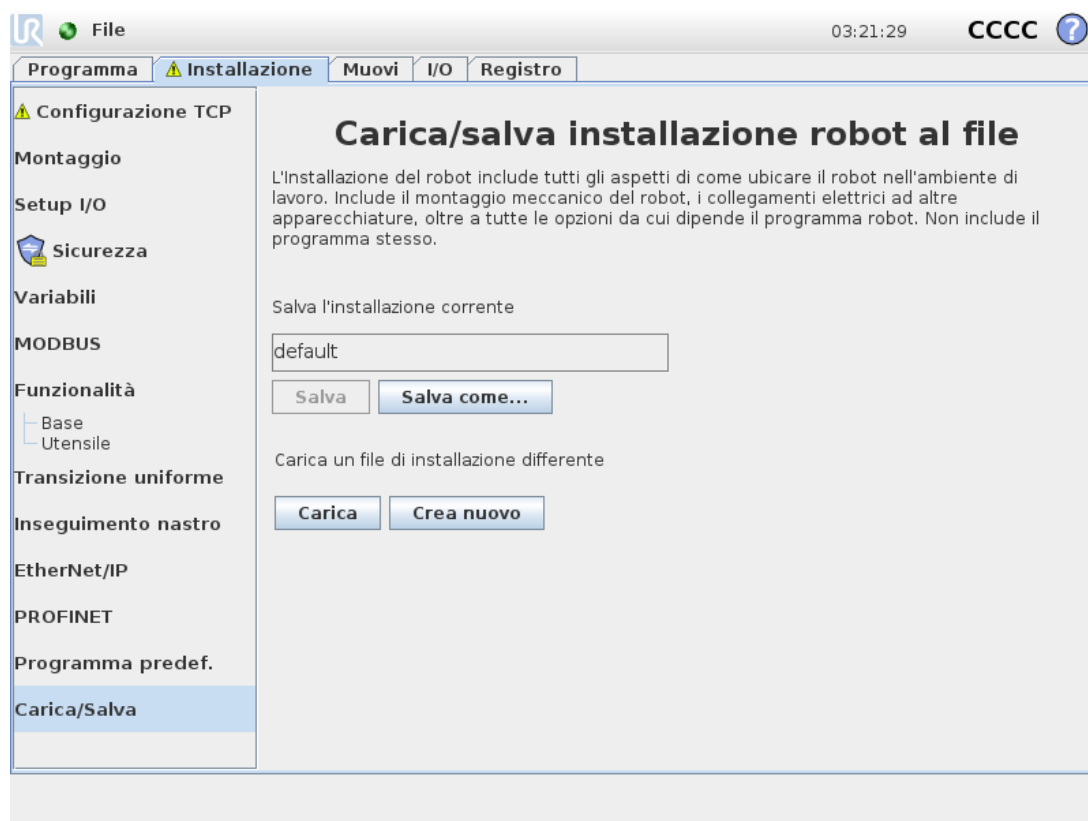 UR File 03:21:29 CCCC ?
Programma Installazione Muovi I/O Registro
Configurazione TCP
Montaggio
Setup I/O
Sicurezza
Variabili
MODBUS
Funzionalità
Base
Utensile
Transizione uniforme
Inseguimento nastro
EtherNet/IP
PROFINET
Programma predef.
Carica/Salva
Carica/salva installazione robot al file
L'Installazione del robot include tutti gli aspetti di come ubicare il robot nell'ambiente di
lavoro. Include il montaggio meccanico del robot, i collegamenti elettrici ad altre
apparecchiature, oltre a tutte le opzioni da cui dipende il programma robot. Non include il
programma stesso.
Salva l'installazione corrente
default
Salva Salva come...
Carica un file di installazione differente
Carica Crea nuovo